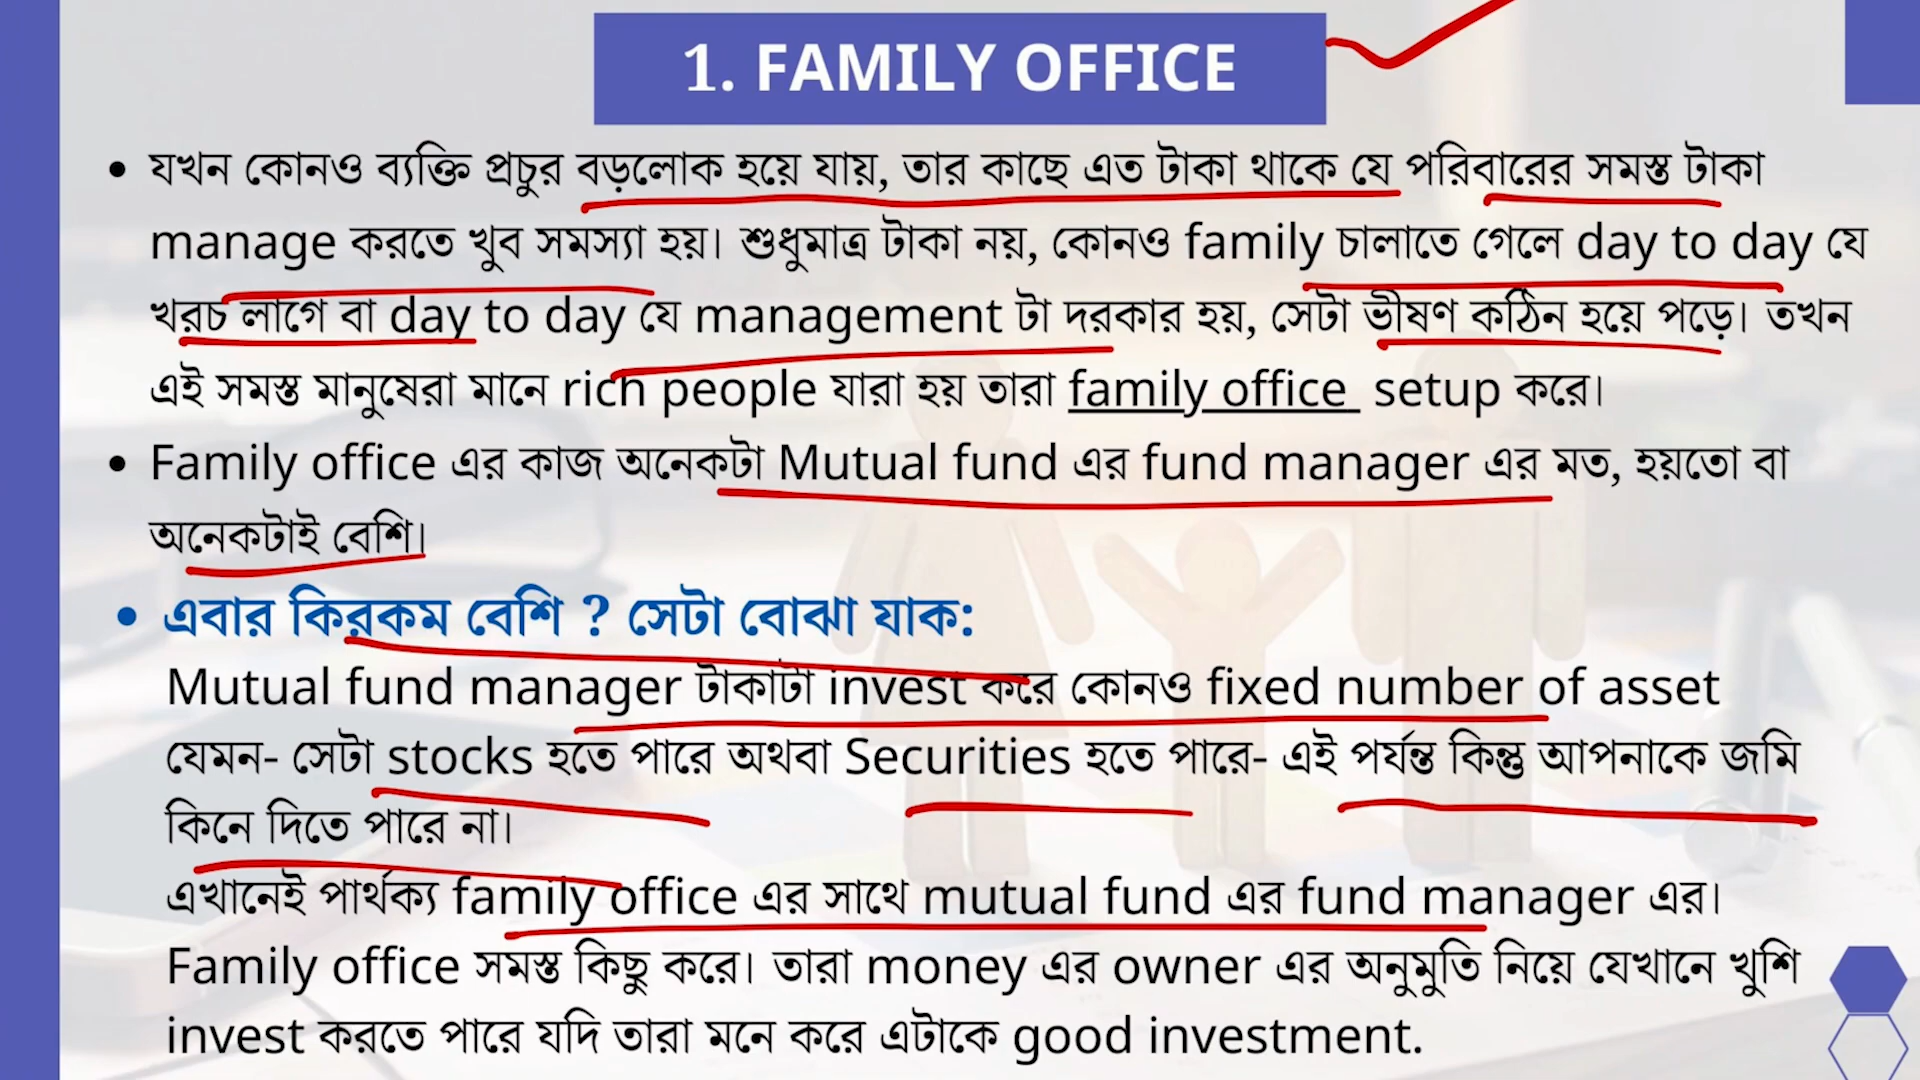 1. FAMILY OFFICE
• যখন কোনও ব্যক্তি প্রচুর বড়লোক হয়ে যায়, তার কাছে এত টাকা থাকে যে পরিবারের সমস্ত টাকা
manage করতে খুব সমস্যা হয়। শুধুমাত্র টাকা নয়, কোনও family চালাতে গেলে day to day যে
খরচ লাগে বা day to day যে management টা দরকার হয়, সেটা ভীষণ কঠিন হয়ে পড়ে। তখন
এই সমস্ত মানুষেরা মানে rich people যারা হয় তারা family office setup করে।
• Family office এর কাজ অনেকটা Mutual fund এর fund manager এর মত, হয়তো বা
অনেকটাই বেশি।
• এবার কিরকম বেশি ? সেটা বোঝা যাক:
Mutual fund manager টাকাটা invest করে কোনও fixed number of asset
যেমন- সেটা stocks হতে পারে অথবা Securities হতে পারে- এই পর্যন্ত কিন্তু আপনাকে জমি
কিনে দিতে পারে না।
এখানেই পার্থক্য family office এর সাথে mutual fund এর fund manager এর।
Family office সমস্ত কিছু করে। তারা money এর owner এর অনুমুতি নিয়ে যেখানে খুশি
invest করতে পারে যদি তারা মনে করে এটাকে good investment.